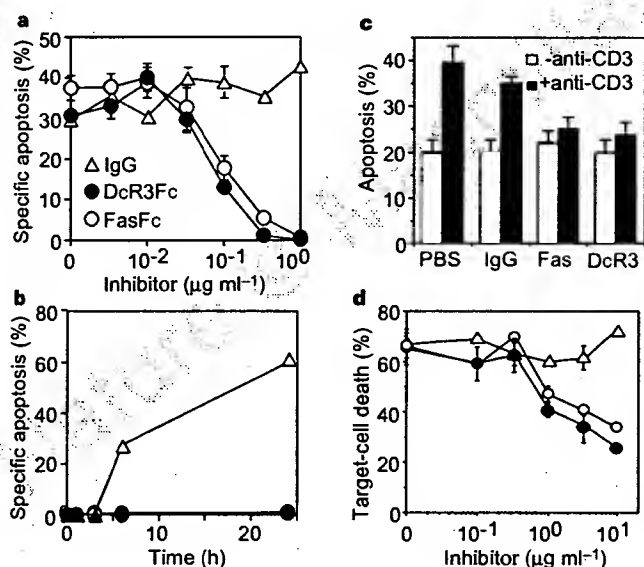 a
Specific apoptosis (%)
50
40
30
20
10
0
IgG
DcR3Fc
FasFc
0 10-2 10-1 100
Inhibitor (µg ml–1)
b
Specific apoptosis (%)
80
60
40
20
0
0 10 20
Time (h)
c
Apoptosis (%)
40
30
20
10
0
-anti-CD3
+anti-CD3
PBS IgG Fas DcR3
d
Target-cell death (%)
80
60
40
20
0
0 10-1 100 101
Inhibitor (µg ml–1)